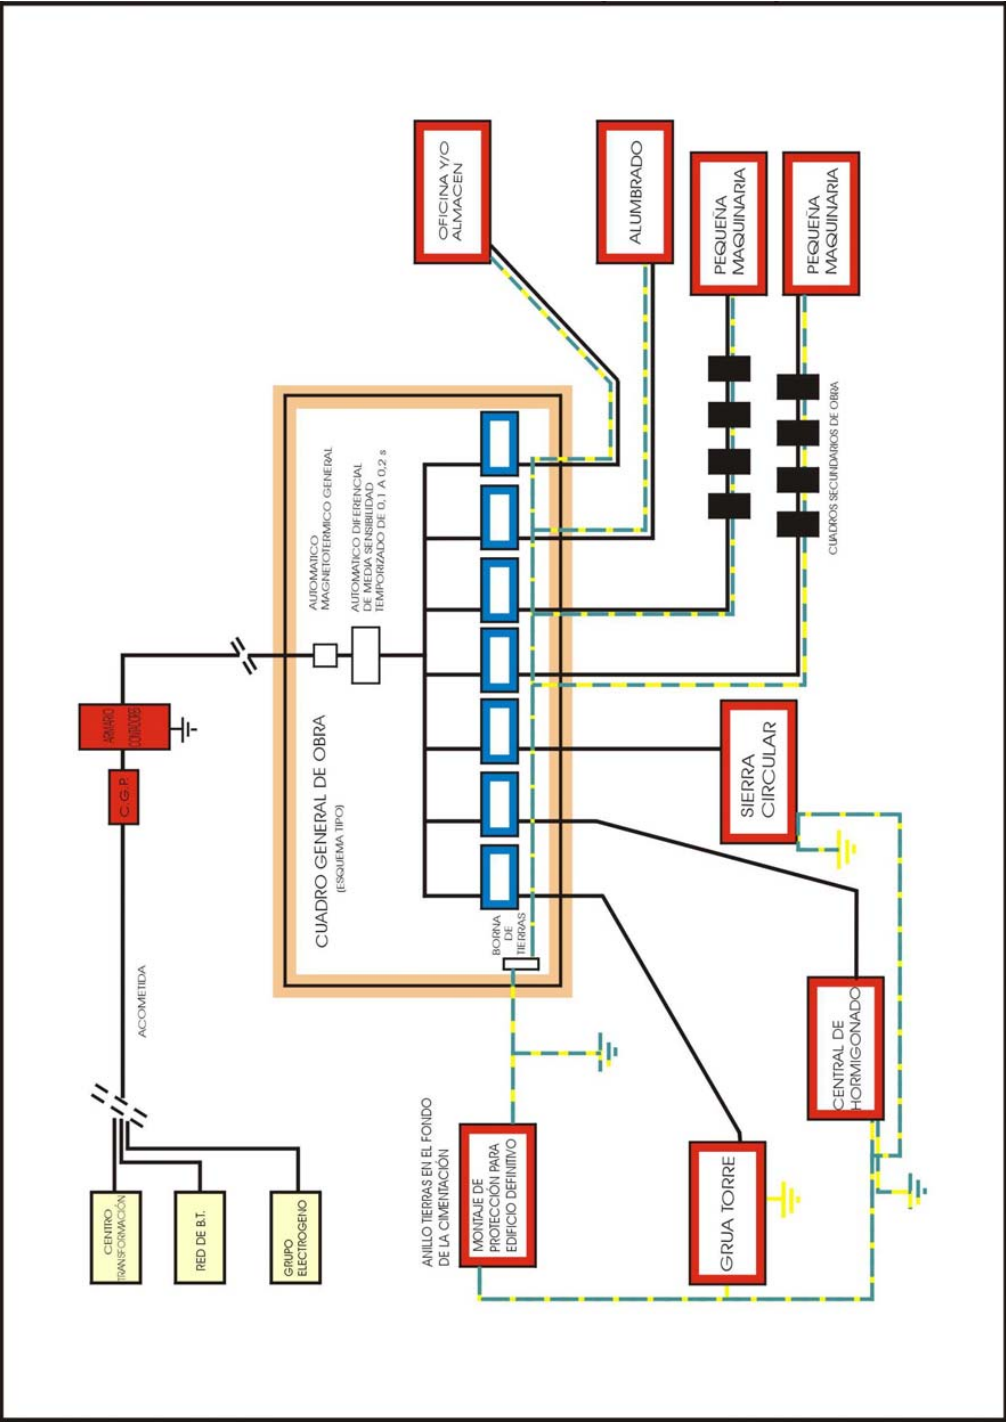 CENTRO
TRANSFORMACIÓN
RED DE B.T.
GRUPO
ELECTROGENO
ACOMETIDA
C.G.P.
ARMARIO
CONTADORES
CUADRO GENERAL DE OBRA
(ESQUEMA TIPO)
AUTOMATICO
MAGNETOTERMICO GENERAL
AUTOMATICO DIFERENCIAL
DE MEDIA SENSIBILIDAD
TEMPORIZADO DE 0,1 A 0,2 s
BORNA
DE
TIERRAS
ANILLO TIERRAS EN EL FONDO
DE LA CIMENTACIÓN
MONTAJE DE
PROTECCIÓN PARA
EDIFICIO DEFINITIVO
GRUA TORRE
CENTRAL DE
HORMIGONADO
SIERRA
CIRCULAR
CUADROS SECUNDARIOS DE OBRA
OFICINA Y/O
ALMACEN
ALUMBRADO
PEQUEÑA
MAQUINARIA
PEQUEÑA
MAQUINARIA